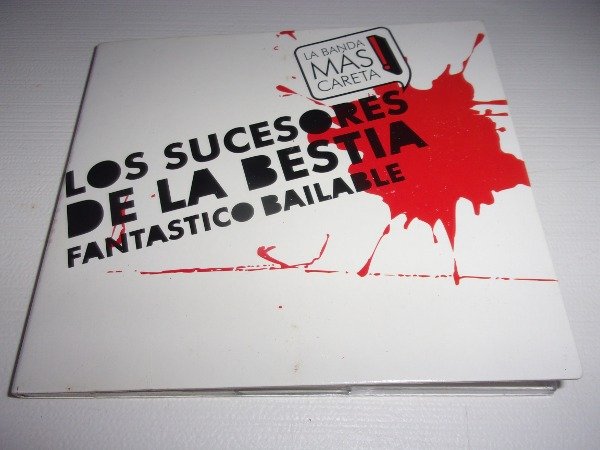 LA BANDA
MAS
CARETA!
LOS SUCESORES
DE LA BESTIA
FANTASTICO BAILABLE